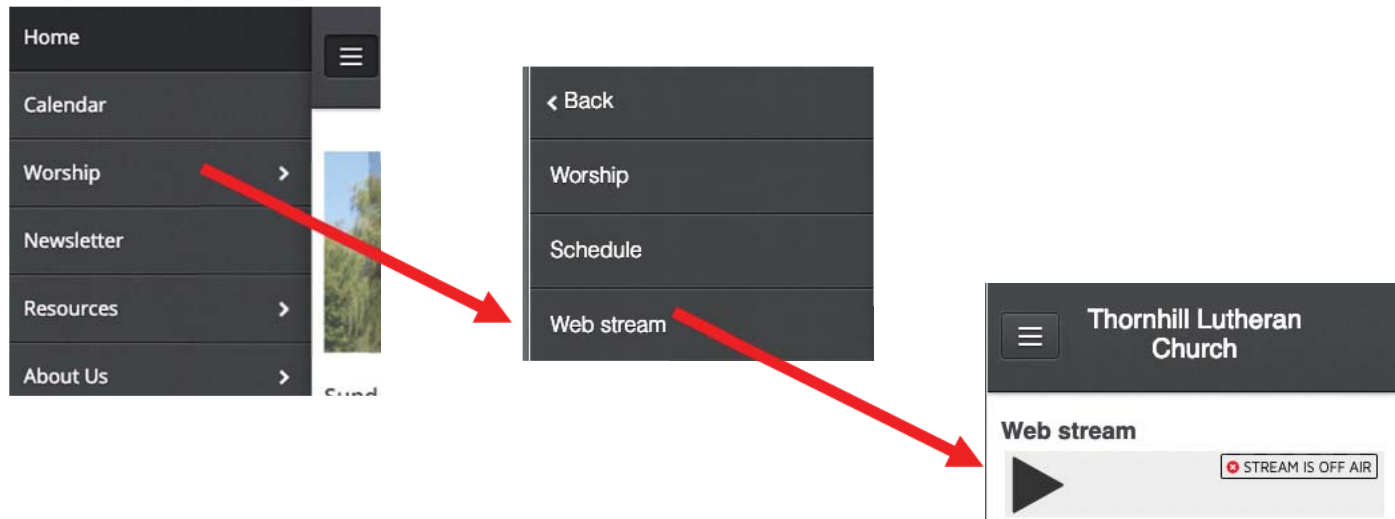 Home
Calendar
Worship
Newsletter
Resources
About Us
< Back
Worship
Schedule
Web stream
Thornhill Lutheran
Church
Web stream
STREAM IS OFF AIR